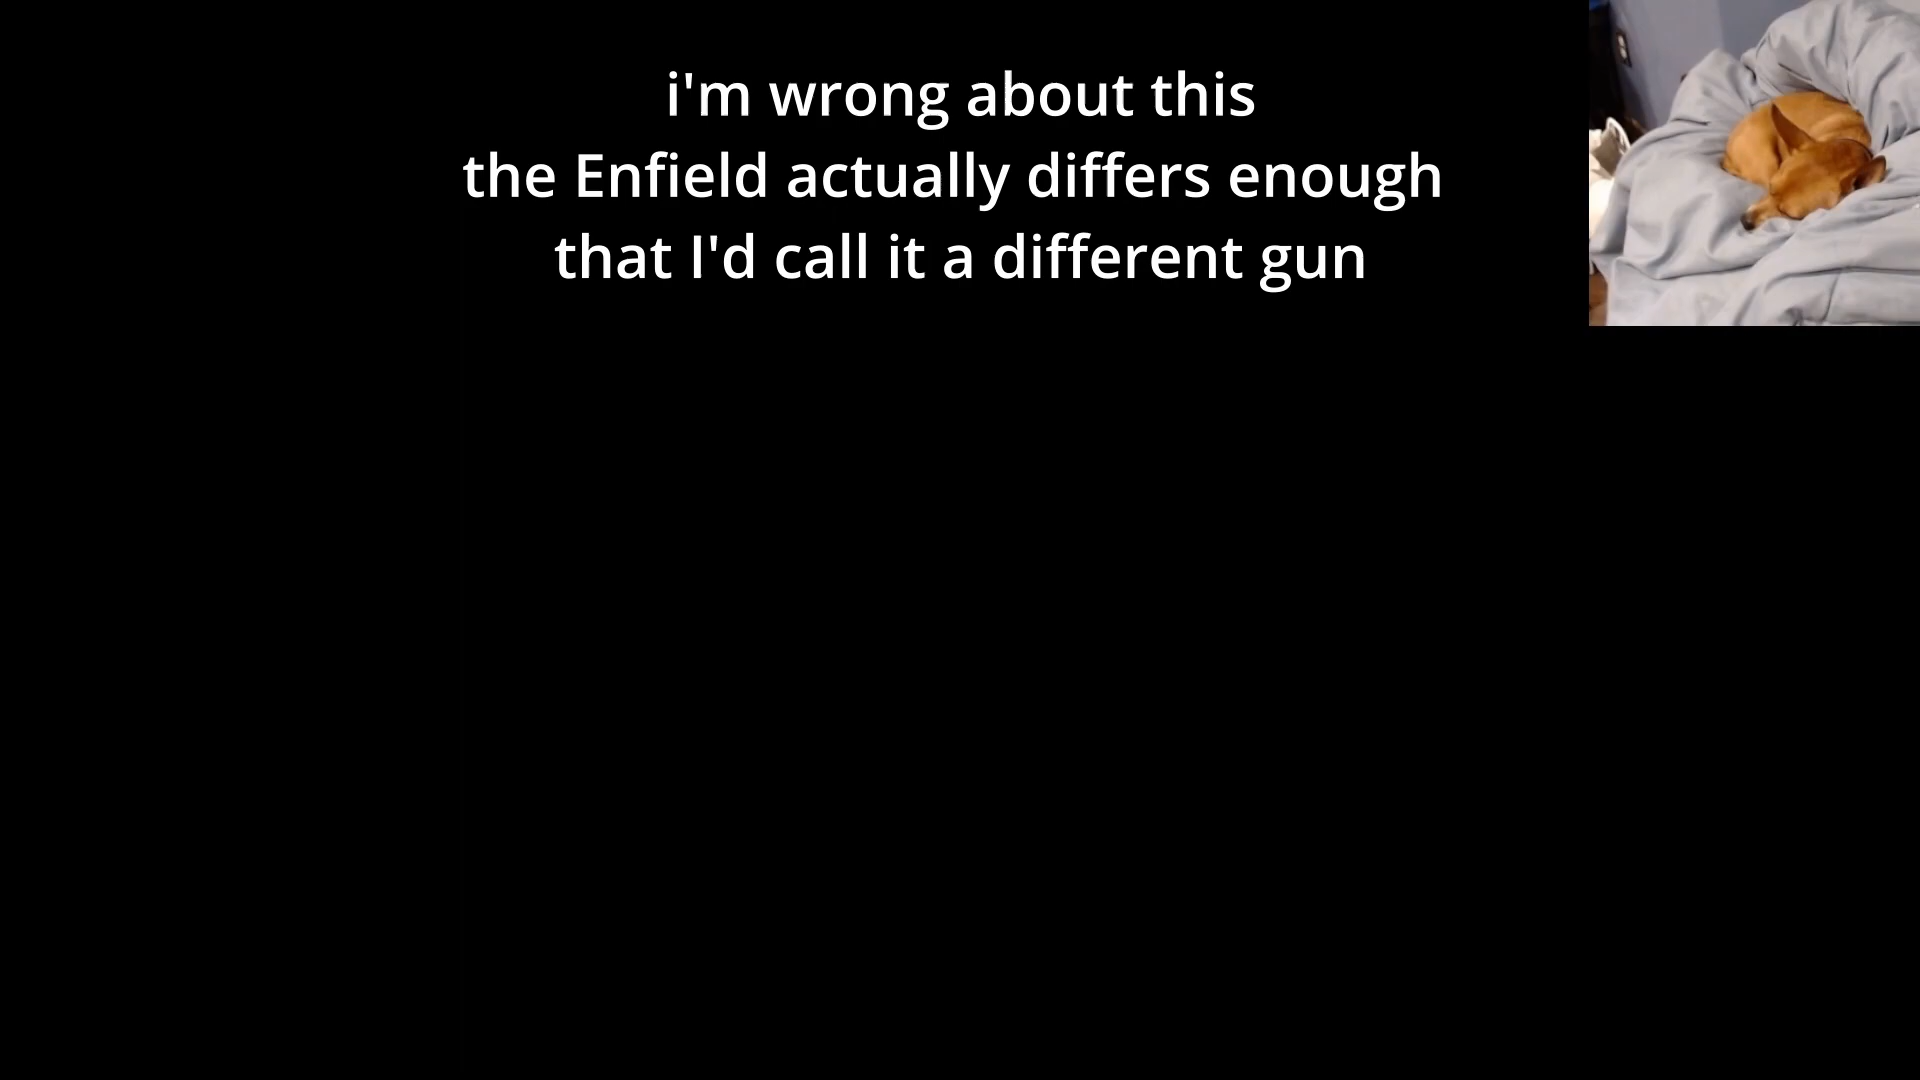 i'm wrong about this
the Enfield actually differs enough
that I'd call it a different gun